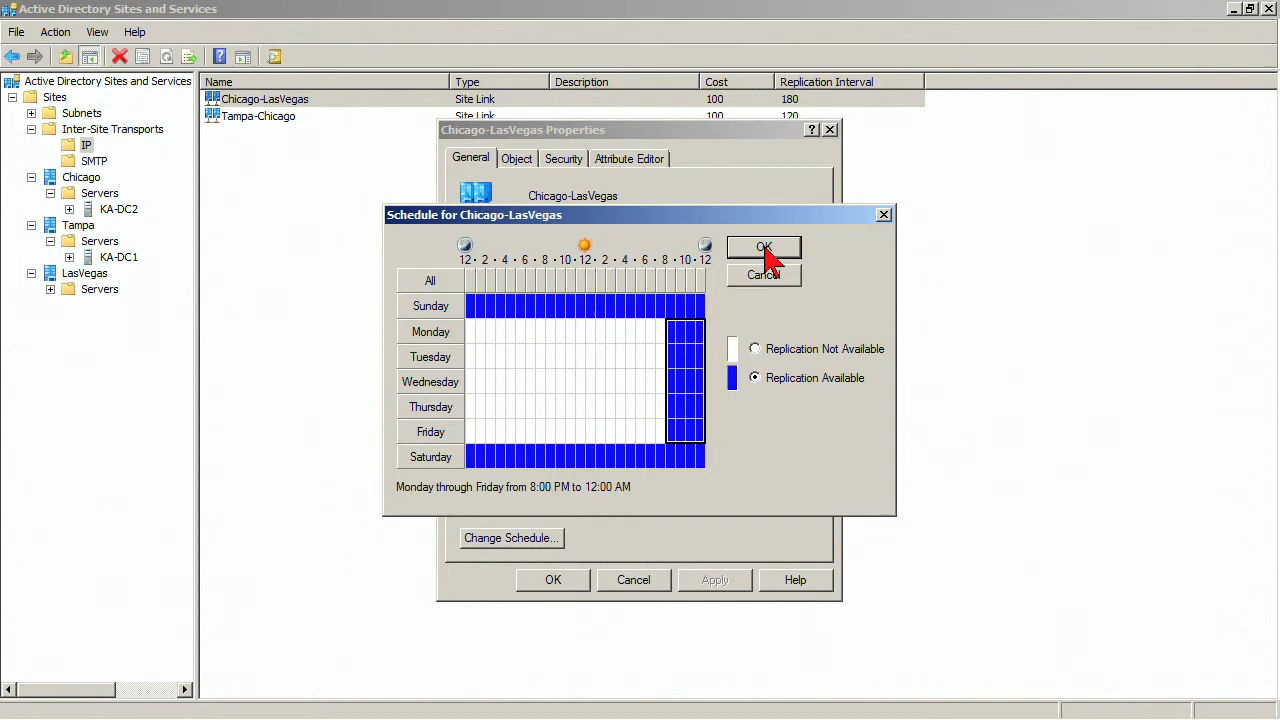 Active Directory Sites and Services
File Action View Help
Active Directory Sites and Services
Sites
Subnets
Inter-Site Transports
IP
SMTP
Chicago
Servers
KA-DC2
Tampa
Servers
KA-DC1
LasVegas
Servers
Name Type Description Cost Replication Interval
Chicago-LasVegas Site Link 100 180
Tampa-Chicago Site Link 100 120
Chicago-LasVegas Properties
General Object Security Attribute Editor
Chicago-LasVegas
Schedule for Chicago-LasVegas
12 · 2 · 4 · 6 · 8 · 10 · 12 · 2 · 4 · 6 · 8 · 10 · 12
All
Sunday
Monday
Tuesday
Wednesday
Thursday
Friday
Saturday
OK
Cancel
Replication Not Available
Replication Available
Monday through Friday from 8:00 PM to 12:00 AM
Change Schedule...
OK Cancel Apply Help